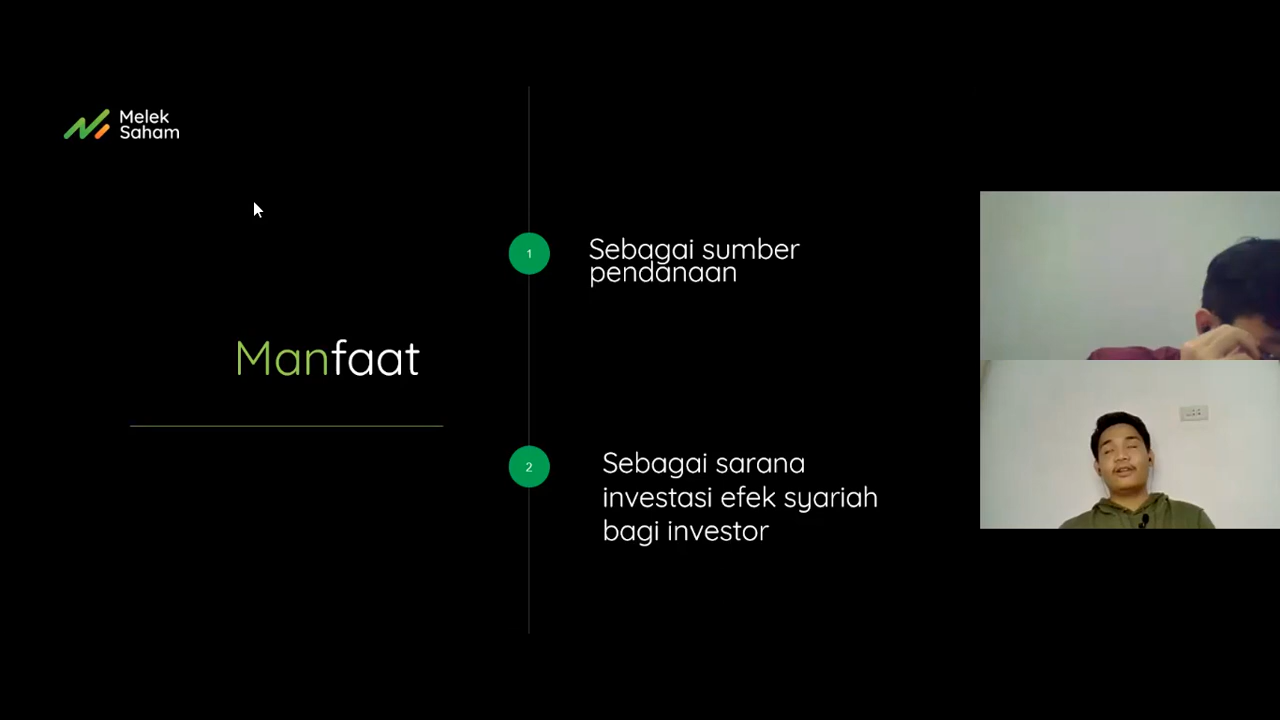 Melek
Saham
Manfaat
1
Sebagai sumber
pendanaan
2
Sebagai sarana
investasi efek syariah
bagi investor